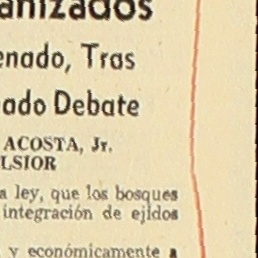 anizados
enado, Tras
ado Debate
ACOSTA, Jr.
LSIOR
a ley, que los bosques
integración de ejidos
y económicamente a